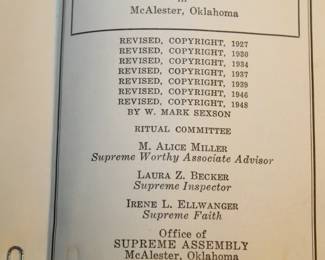 in
McAlester, Oklahoma
REVISED, COPYRIGHT, 1927
REVISED, COPYRIGHT, 1930
REVISED, COPYRIGHT, 1934
REVISED, COPYRIGHT, 1937
REVISED, COPYRIGHT, 1939
REVISED, COPYRIGHT, 1946
REVISED, COPYRIGHT, 1948
BY W. MARK SEXSON
RITUAL COMMITTEE
M. ALICE MILLER
Supreme Worthy Associate Advisor
LAURA Z. BECKER
Supreme Inspector
IRENE L. ELLWANGER
Supreme Faith
Office of
SUPREME ASSEMBLY
McAlester, Oklahoma